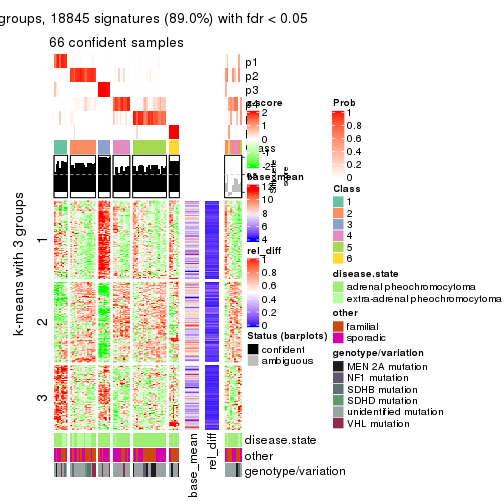 groups, 18845 signatures (89.0%) with fdr < 0.05
66 confident samples
p1
p2
p3
z-score
2
1
base_mean
10
8
6
4
rel_diff
1
0.8
0.6
0.4
0.2
0
Status (barplots)
confident
ambiguous
Prob
1
0.8
0.6
0.4
0.2
0
Class
1
2
3
4
5
6
disease.state
adrenal pheochromocytoma
extra-adrenal pheochromocytoma
other
familial
sporadic
genotype/variation
MEN 2A mutation
NF1 mutation
SDHB mutation
SDHD mutation
unidentified mutation
VHL mutation
k-means with 3 groups
1
2
3
base_mean
rel_diff
disease.state
other
genotype/variation